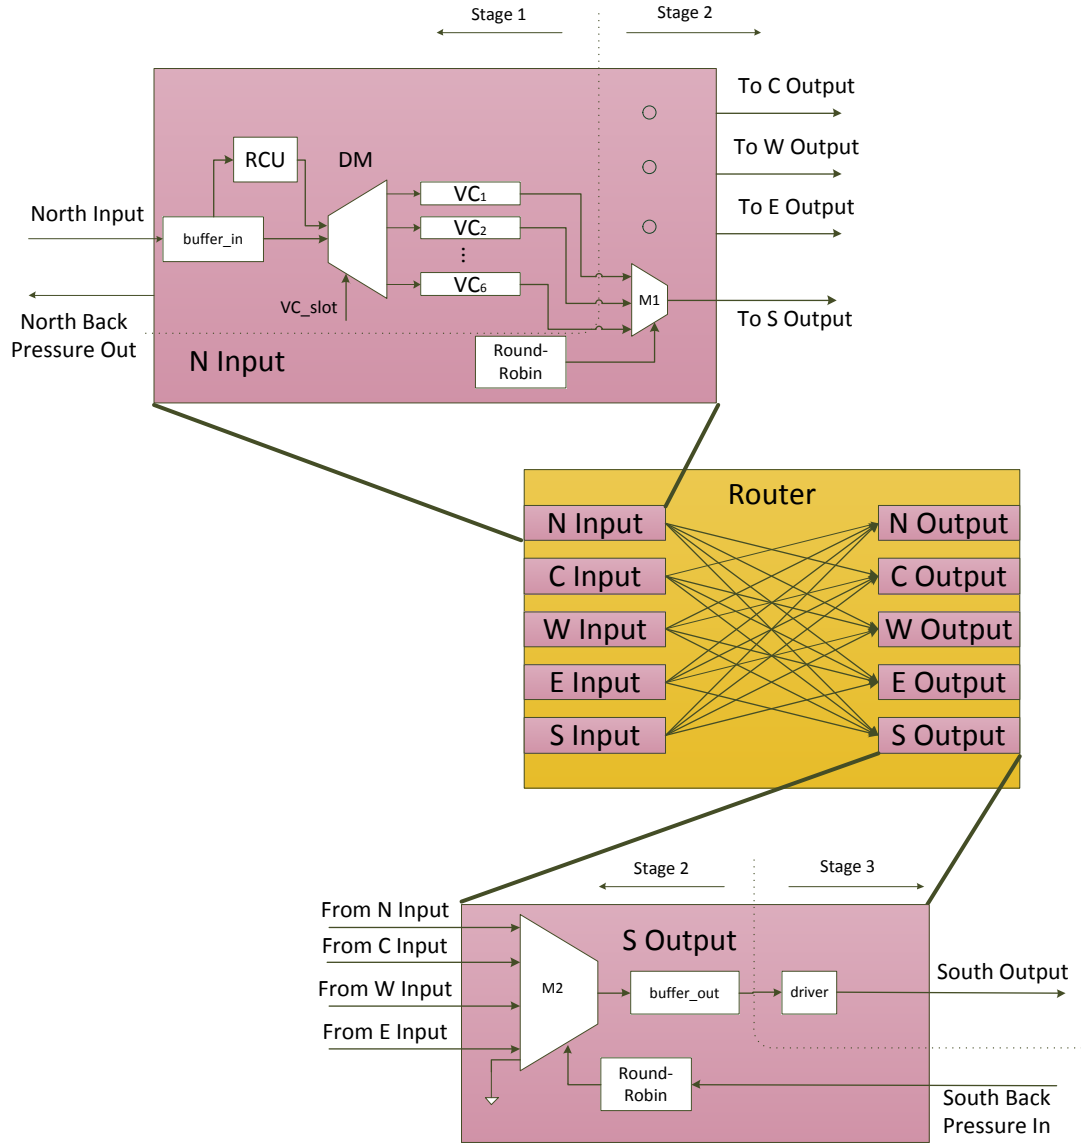 Stage 1
Stage 2
To C Output
To W Output
To E Output
To S Output
RCU
DM
North Input
buffer_in
VC1
VC2
⋮
VC6
VC_slot
M1
North Back
Pressure Out
N Input
Round-
Robin
Router
N Input
N Output
C Input
C Output
W Input
W Output
E Input
E Output
S Input
S Output
Stage 2
Stage 3
From N Input
From C Input
From W Input
From E Input
S Output
M2
buffer_out
driver
South Output
Round-
Robin
South Back
Pressure In